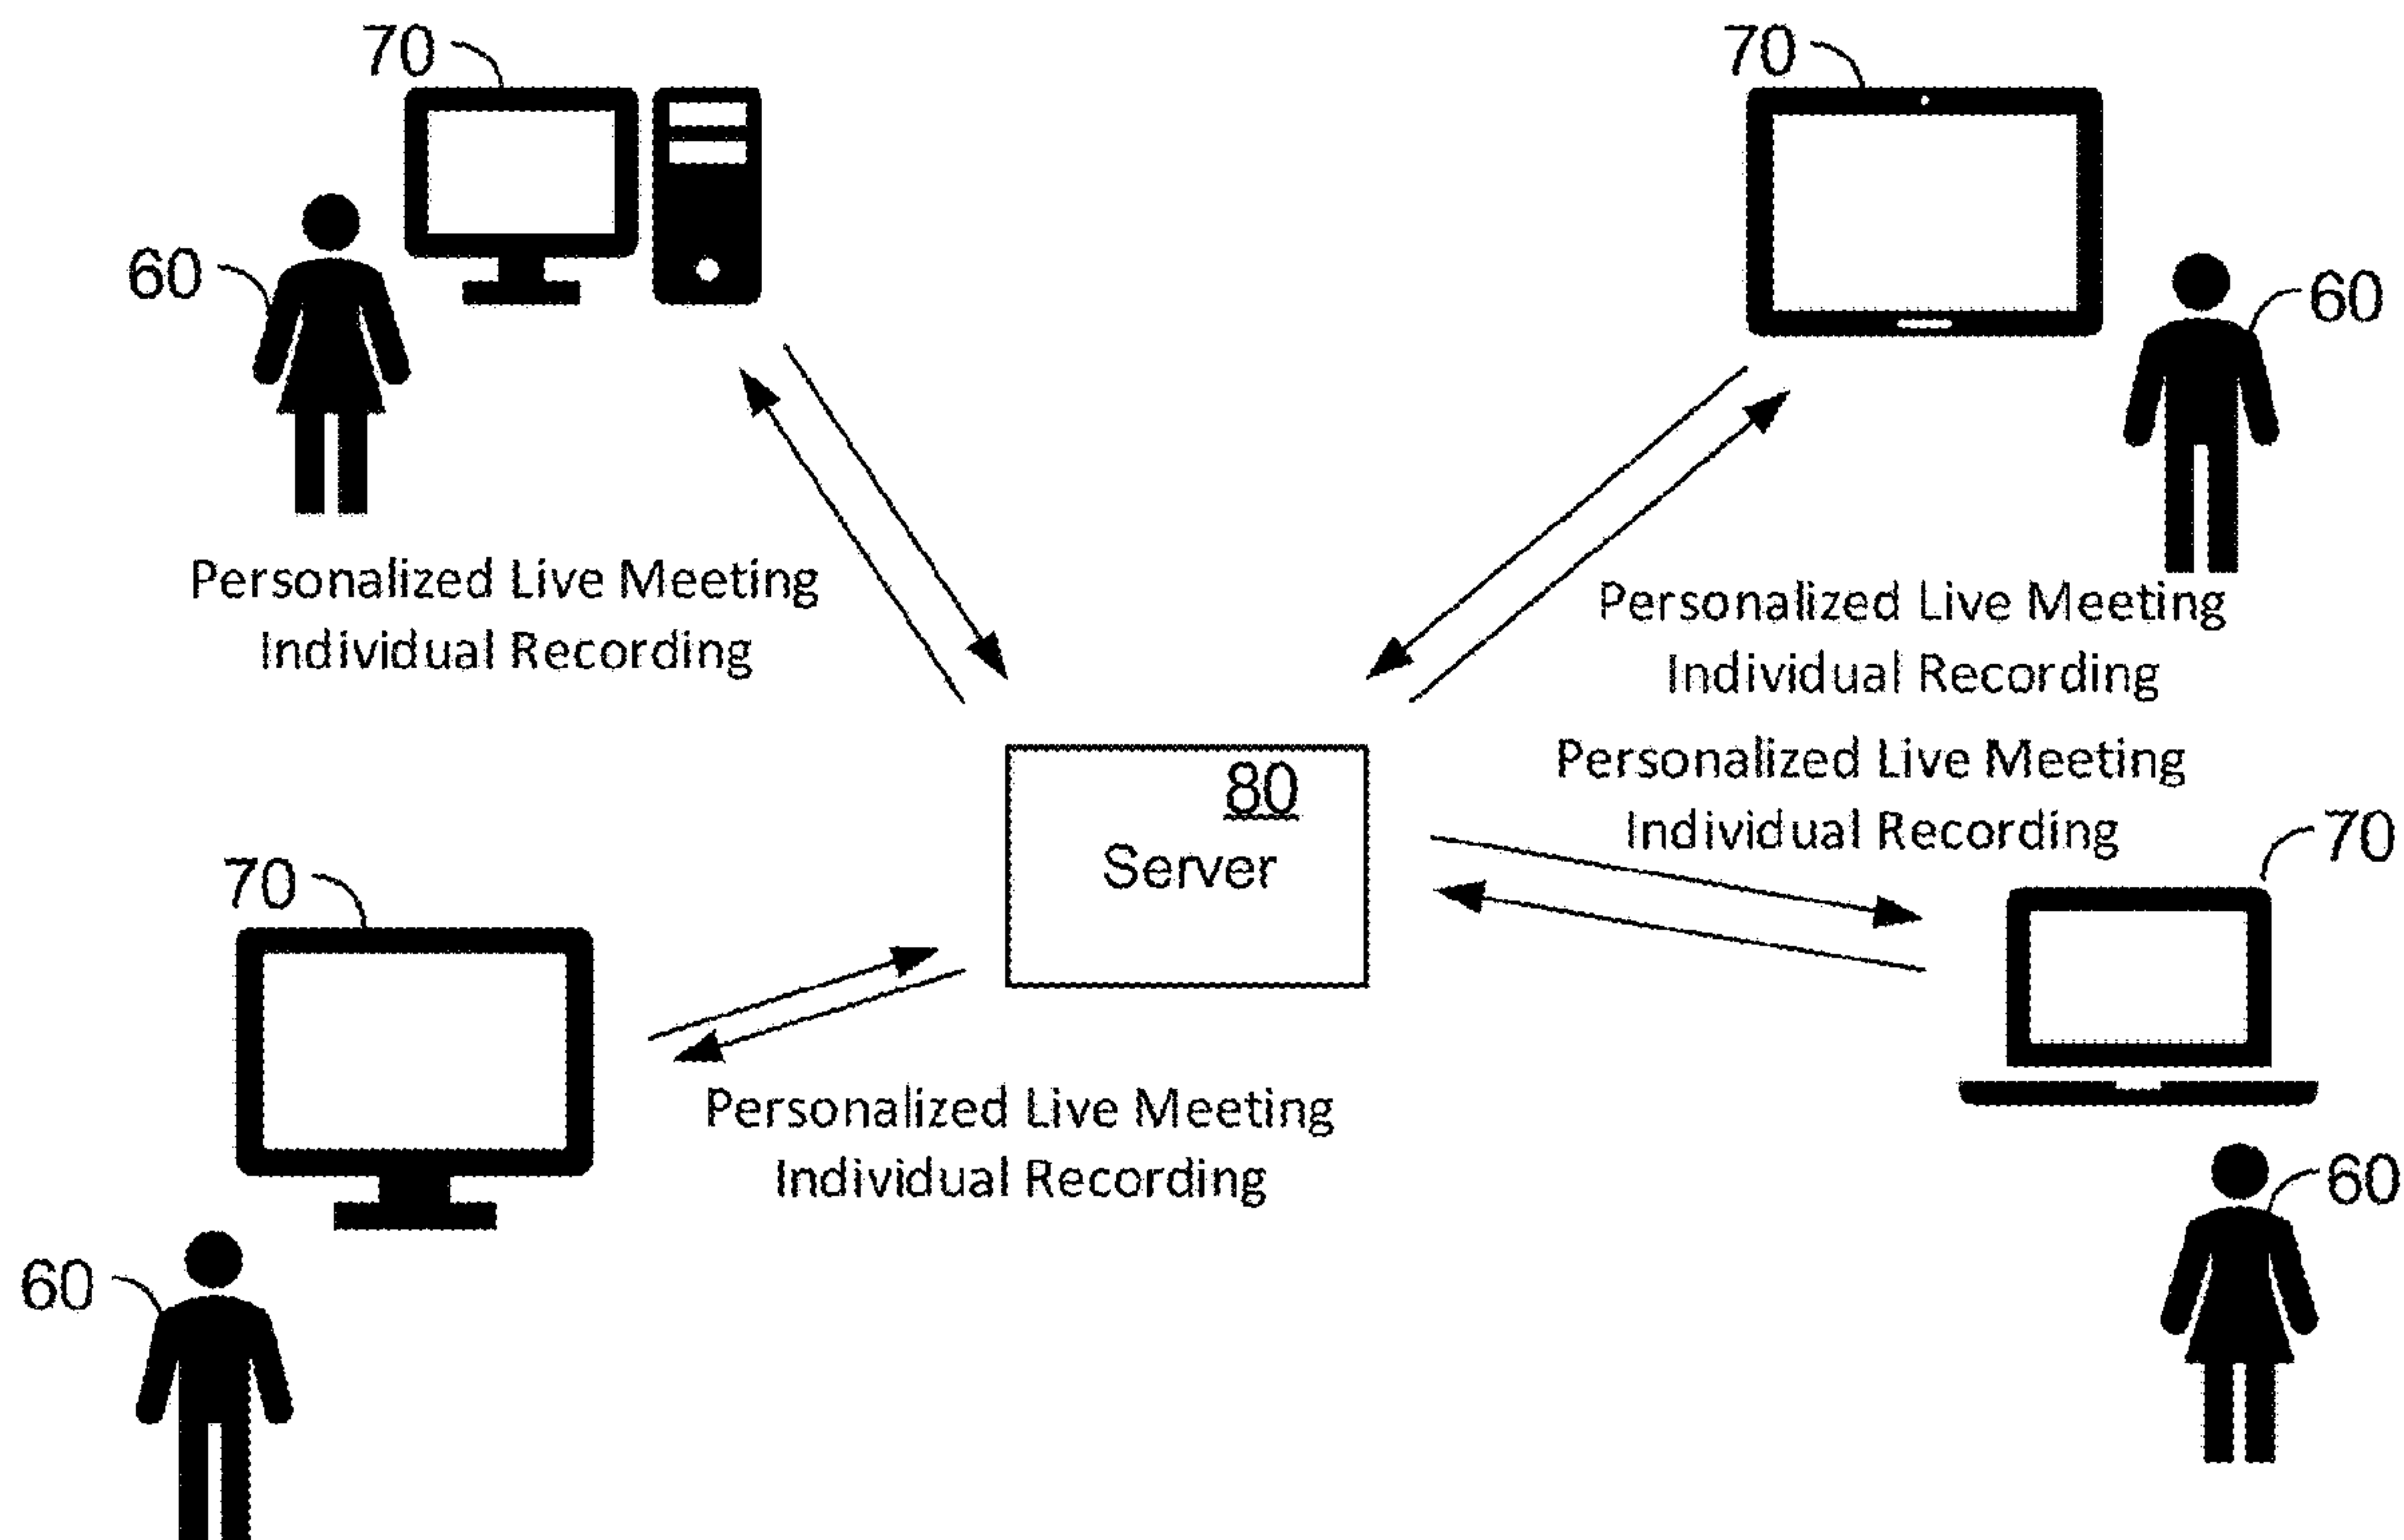 70
70
60
60
Personalized Live Meeting
Individual Recording
Personalized Live Meeting
Individual Recording
80
Server
Personalized Live Meeting
Individual Recording
70
70
Personalized Live Meeting
Individual Recording
60
60